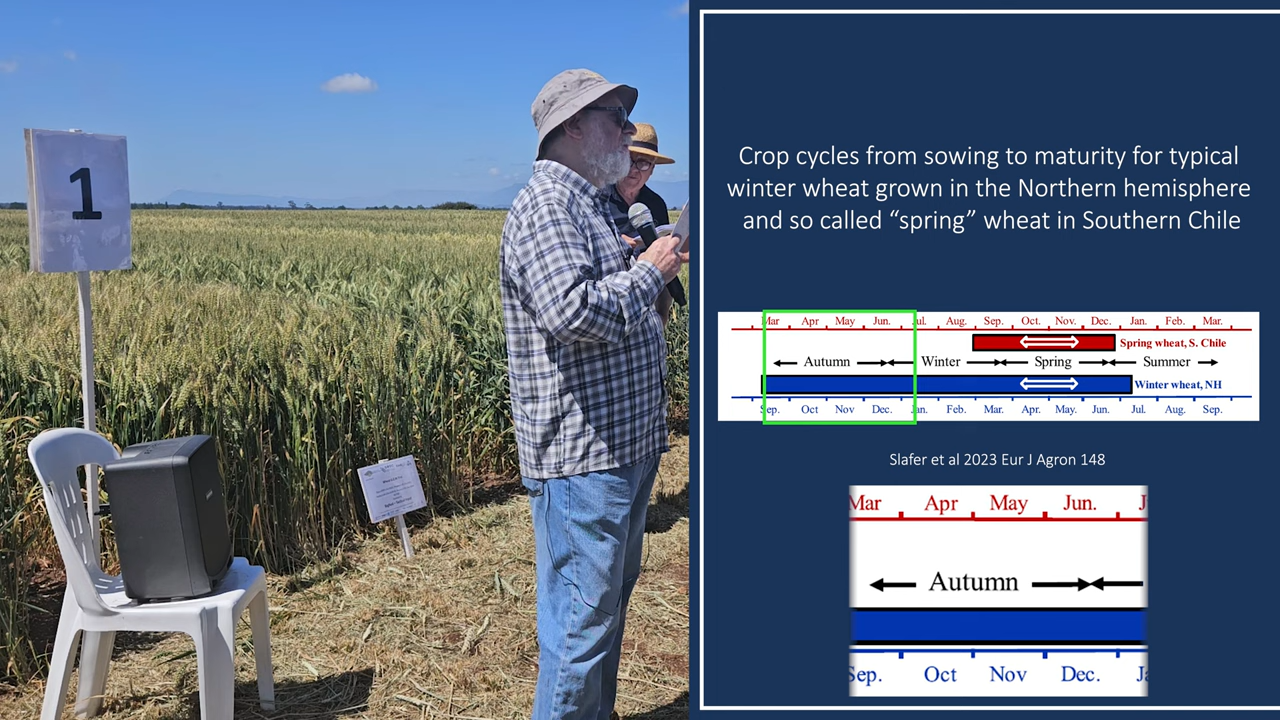 1
Crop cycles from sowing to maturity for typical
winter wheat grown in the Northern hemisphere
and so called “spring” wheat in Southern Chile
Mar Apr May Jun. Jul. Aug. Sep. Oct. Nov. Dec. Jan. Feb. Mar.
Spring wheat, S. Chile
Autumn Winter Spring Summer
Winter wheat, NH
Sep. Oct Nov Dec. Jan. Feb. Mar. Apr. May. Jun. Jul. Aug. Sep.
Slafer et al 2023 Eur J Agron 148
Mar Apr May Jun. J
Autumn
Sep. Oct Nov Dec. Ja